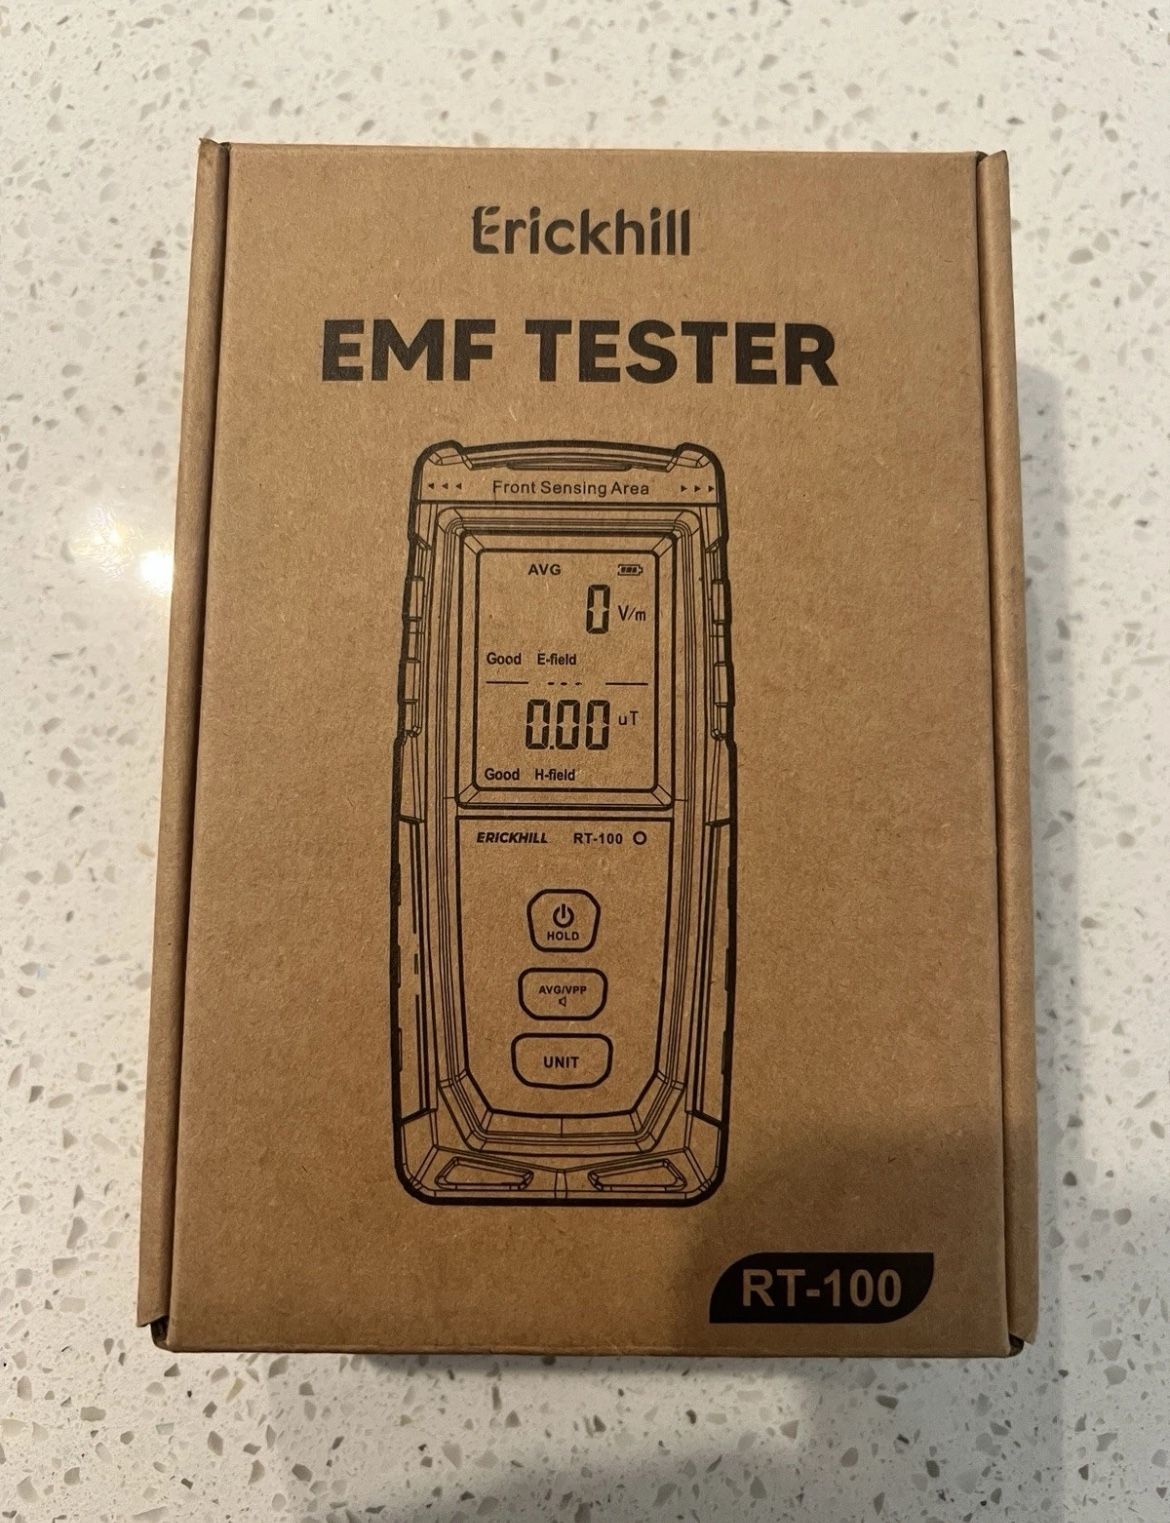 Erickhill
EMF TESTER
Front Sensing Area
AVG
0 V/m
Good E-field
0.00 uT
Good H-field
ERICKHILL RT-100
HOLD
AVG/VPP
UNIT
RT-100